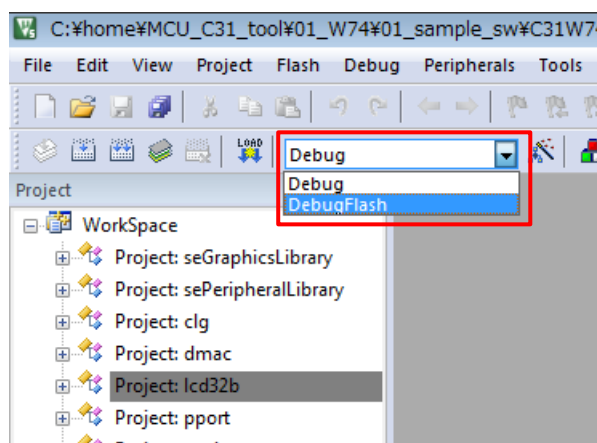 C:¥home¥MCU_C31_tool¥01_W74¥01_sample_sw¥C31W74
File Edit View Project Flash Debug Peripherals Tools
LOAD
Debug
Debug
DebugFlash
Project
WorkSpace
Project: seGraphicsLibrary
Project: sePeripheralLibrary
Project: clg
Project: dmac
Project: lcd32b
Project: pport